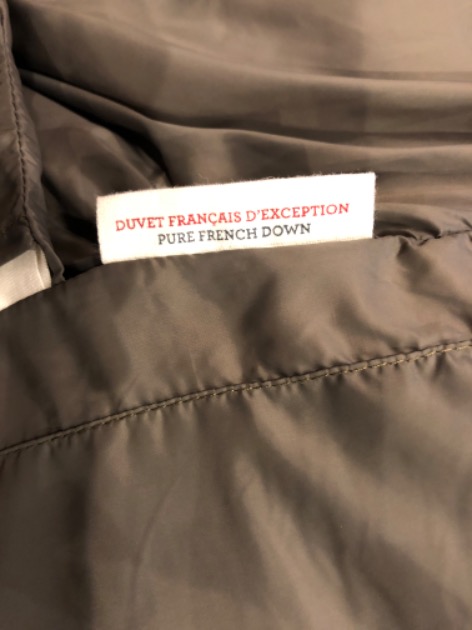 DUVET FRANÇAIS D'EXCEPTION
PURE FRENCH DOWN